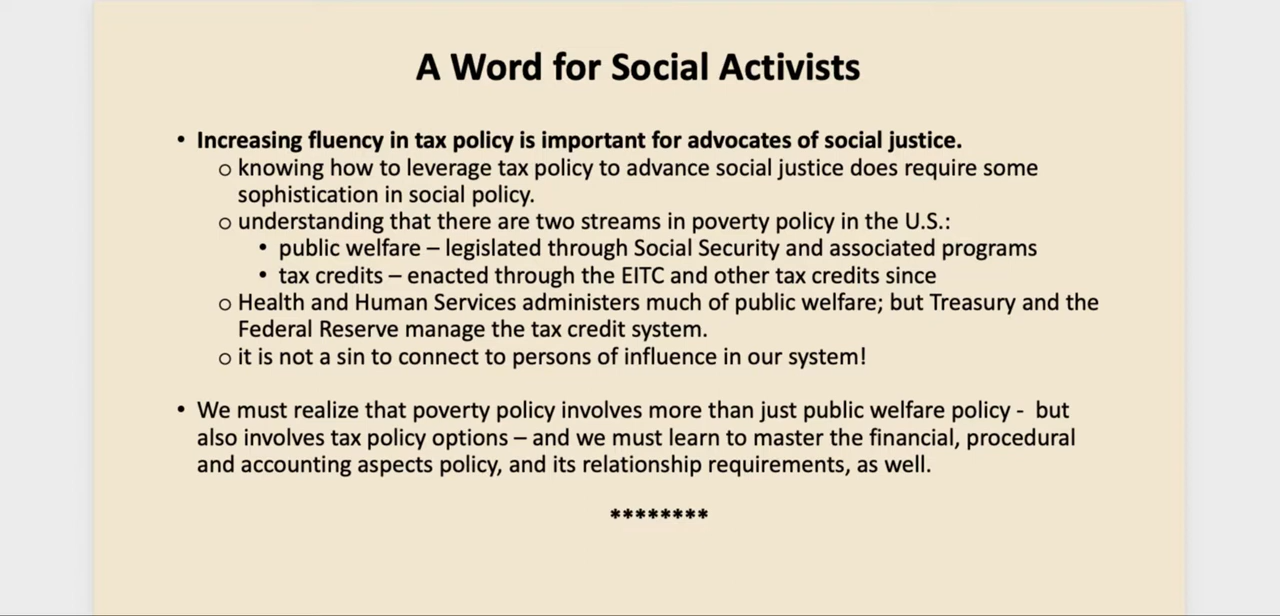 A Word for Social Activists
• Increasing fluency in tax policy is important for advocates of social justice.
o knowing how to leverage tax policy to advance social justice does require some
sophistication in social policy.
o understanding that there are two streams in poverty policy in the U.S.:
• public welfare – legislated through Social Security and associated programs
• tax credits – enacted through the EITC and other tax credits since
o Health and Human Services administers much of public welfare; but Treasury and the
Federal Reserve manage the tax credit system.
o it is not a sin to connect to persons of influence in our system!
• We must realize that poverty policy involves more than just public welfare policy - but
also involves tax policy options – and we must learn to master the financial, procedural
and accounting aspects policy, and its relationship requirements, as well.
********